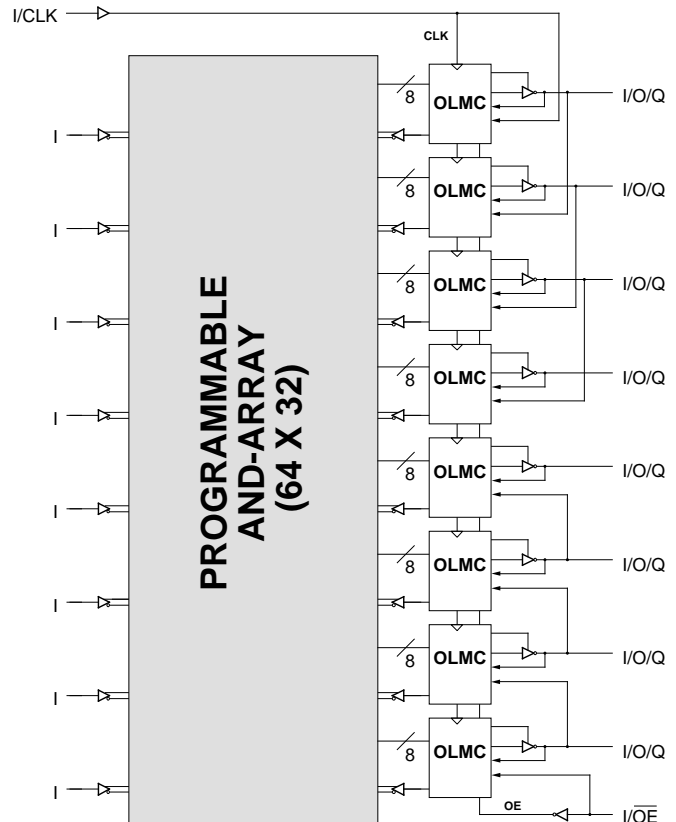 I/CLK
CLK
OLMC
8
I/O/Q
I
OLMC
8
I/O/Q
I
OLMC
8
I/O/Q
I
OLMC
8
I/O/Q
I
OLMC
8
I/O/Q
I
OLMC
8
I/O/Q
I
OLMC
8
I/O/Q
I
OLMC
8
I/O/Q
I
PROGRAMMABLE
AND-ARRAY
(64 X 32)
OE
I/O̅E̅